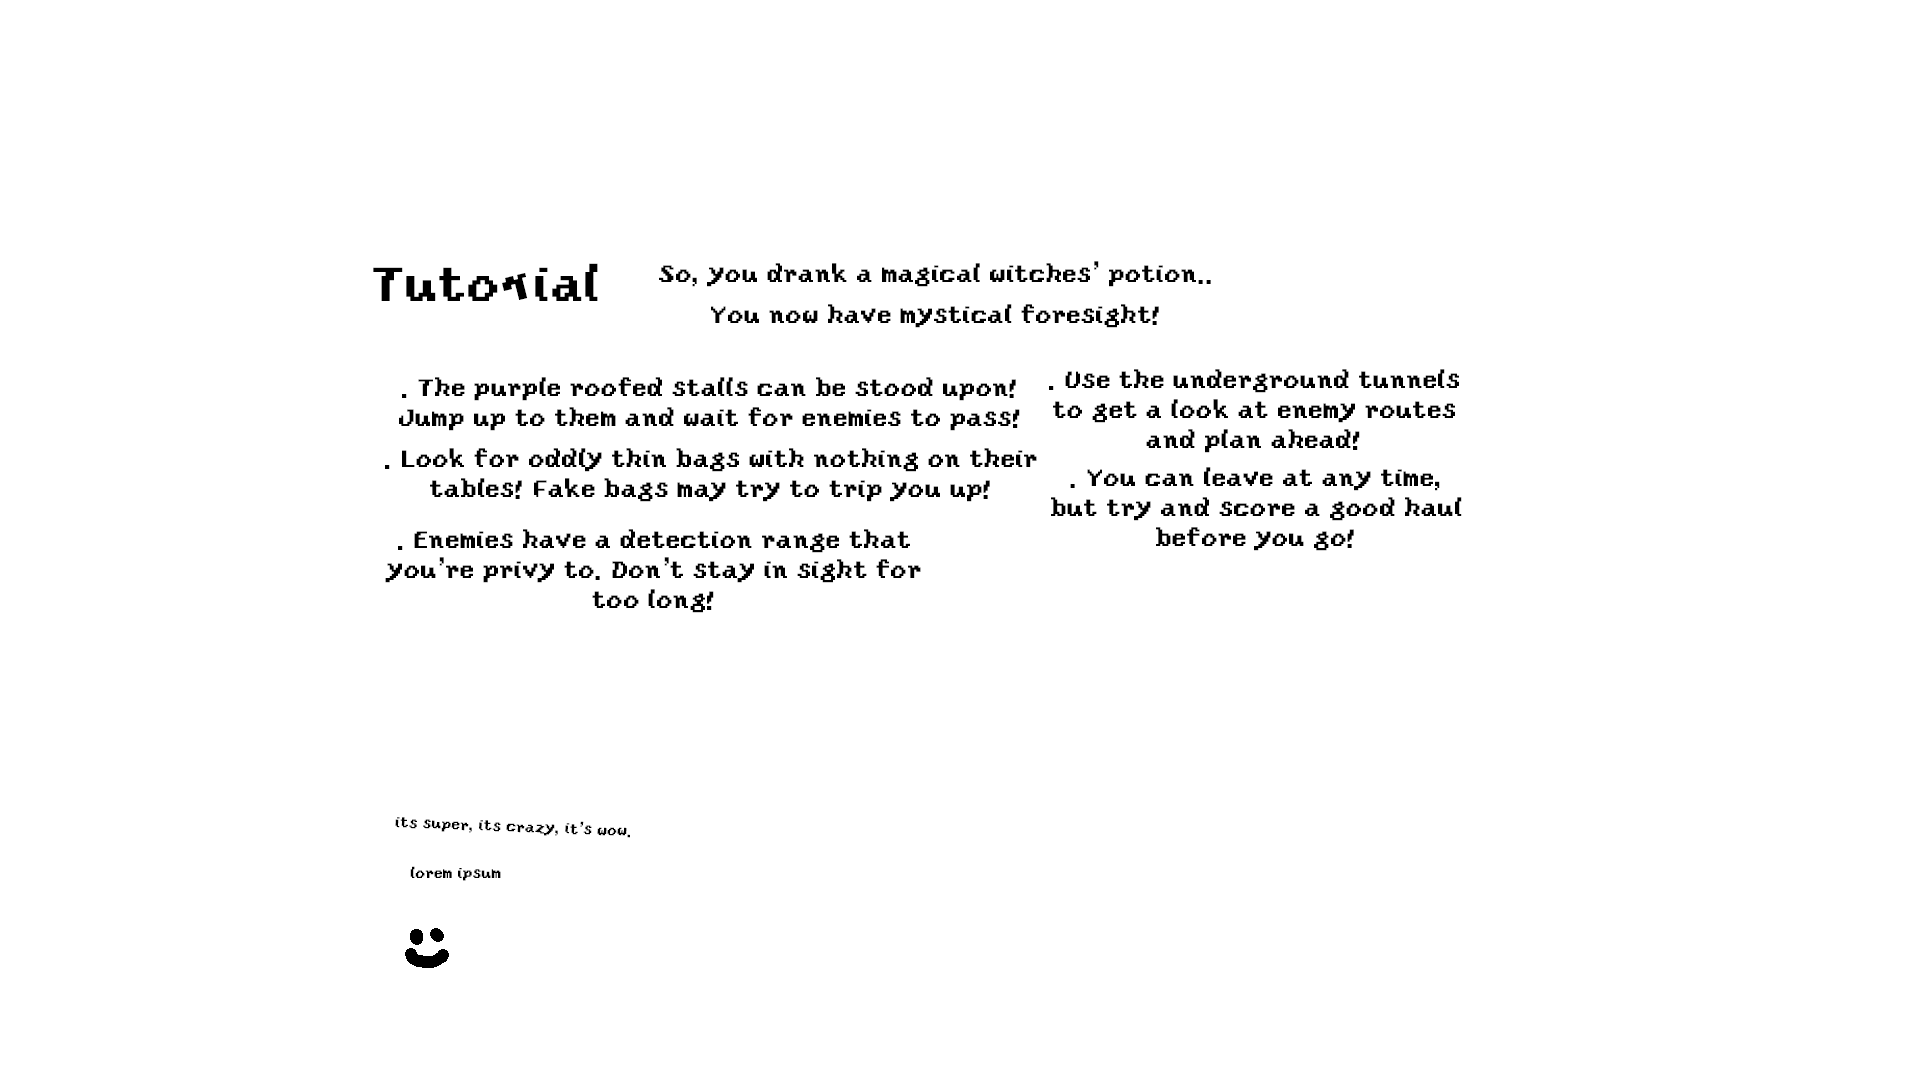 Tutorial
So, you drank a magical witches' potion..
You now have mystical foresight!
. The purple roofed stalls can be stood upon!
Jump up to them and wait for enemies to pass!
. Look for oddly thin bags with nothing on their
tables! Fake bags may try to trip you up!
. Enemies have a detection range that
you're privy to. Don't stay in sight for
too long!
. Use the underground tunnels
to get a look at enemy routes
and plan ahead!
. You can leave at any time,
but try and score a good haul
before you go!
its super, its crazy, it's wow.
lorem ipsum